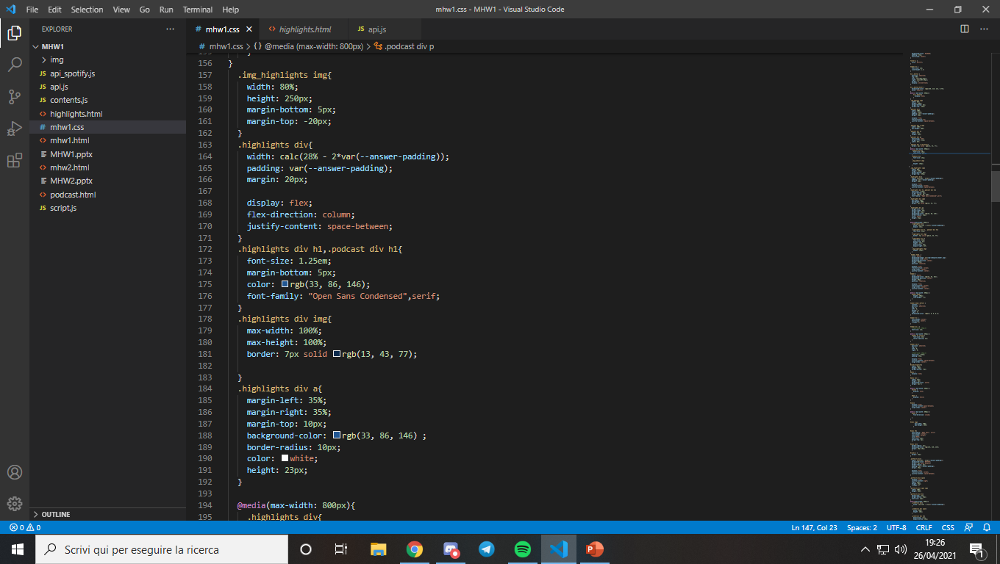 File Edit Selection View Go Run Terminal Help
mhw1.css - MHW1 - Visual Studio Code
EXPLORER
MHW1
img
JS api_spotify.js
JS api.js
JS contents.js
<> highlights.html
# mhw1.css
<> mhw1.html
MHW1.pptx
<> mhw2.html
MHW2.pptx
<> podcast.html
JS script.js
OUTLINE
# mhw1.css
<> highlights.html
JS api.js
# mhw1.css > {} @media (max-width: 800px) > .podcast div p
156 }
157 .img_highlights img{
158 width: 80%;
159 height: 250px;
160 margin-bottom: 5px;
161 margin-top: -20px;
162 }
163 .highlights div{
164 width: calc(28% - 2*var(--answer-padding));
165 padding: var(--answer-padding);
166 margin: 20px;
167
168 display: flex;
169 flex-direction: column;
170 justify-content: space-between;
171 }
172 .highlights div h1,.podcast div h1{
173 font-size: 1.25em;
174 margin-bottom: 5px;
175 color: rgb(33, 86, 146);
176 font-family: "Open Sans Condensed",serif;
177 }
178 .highlights div img{
179 max-width: 100%;
180 max-height: 100%;
181 border: 7px solid rgb(13, 43, 77);
182
183 }
184 .highlights div a{
185 margin-left: 35%;
186 margin-right: 35%;
187 margin-top: 10px;
188 background-color: rgb(33, 86, 146) ;
189 border-radius: 10px;
190 color: white;
191 height: 23px;
192 }
193
194 @media(max-width: 800px){
195 .highlights div{
0 0
Ln 147, Col 23
Spaces: 2
UTF-8
CRLF
CSS
Scrivi qui per eseguire la ricerca
19:26
26/04/2021
1